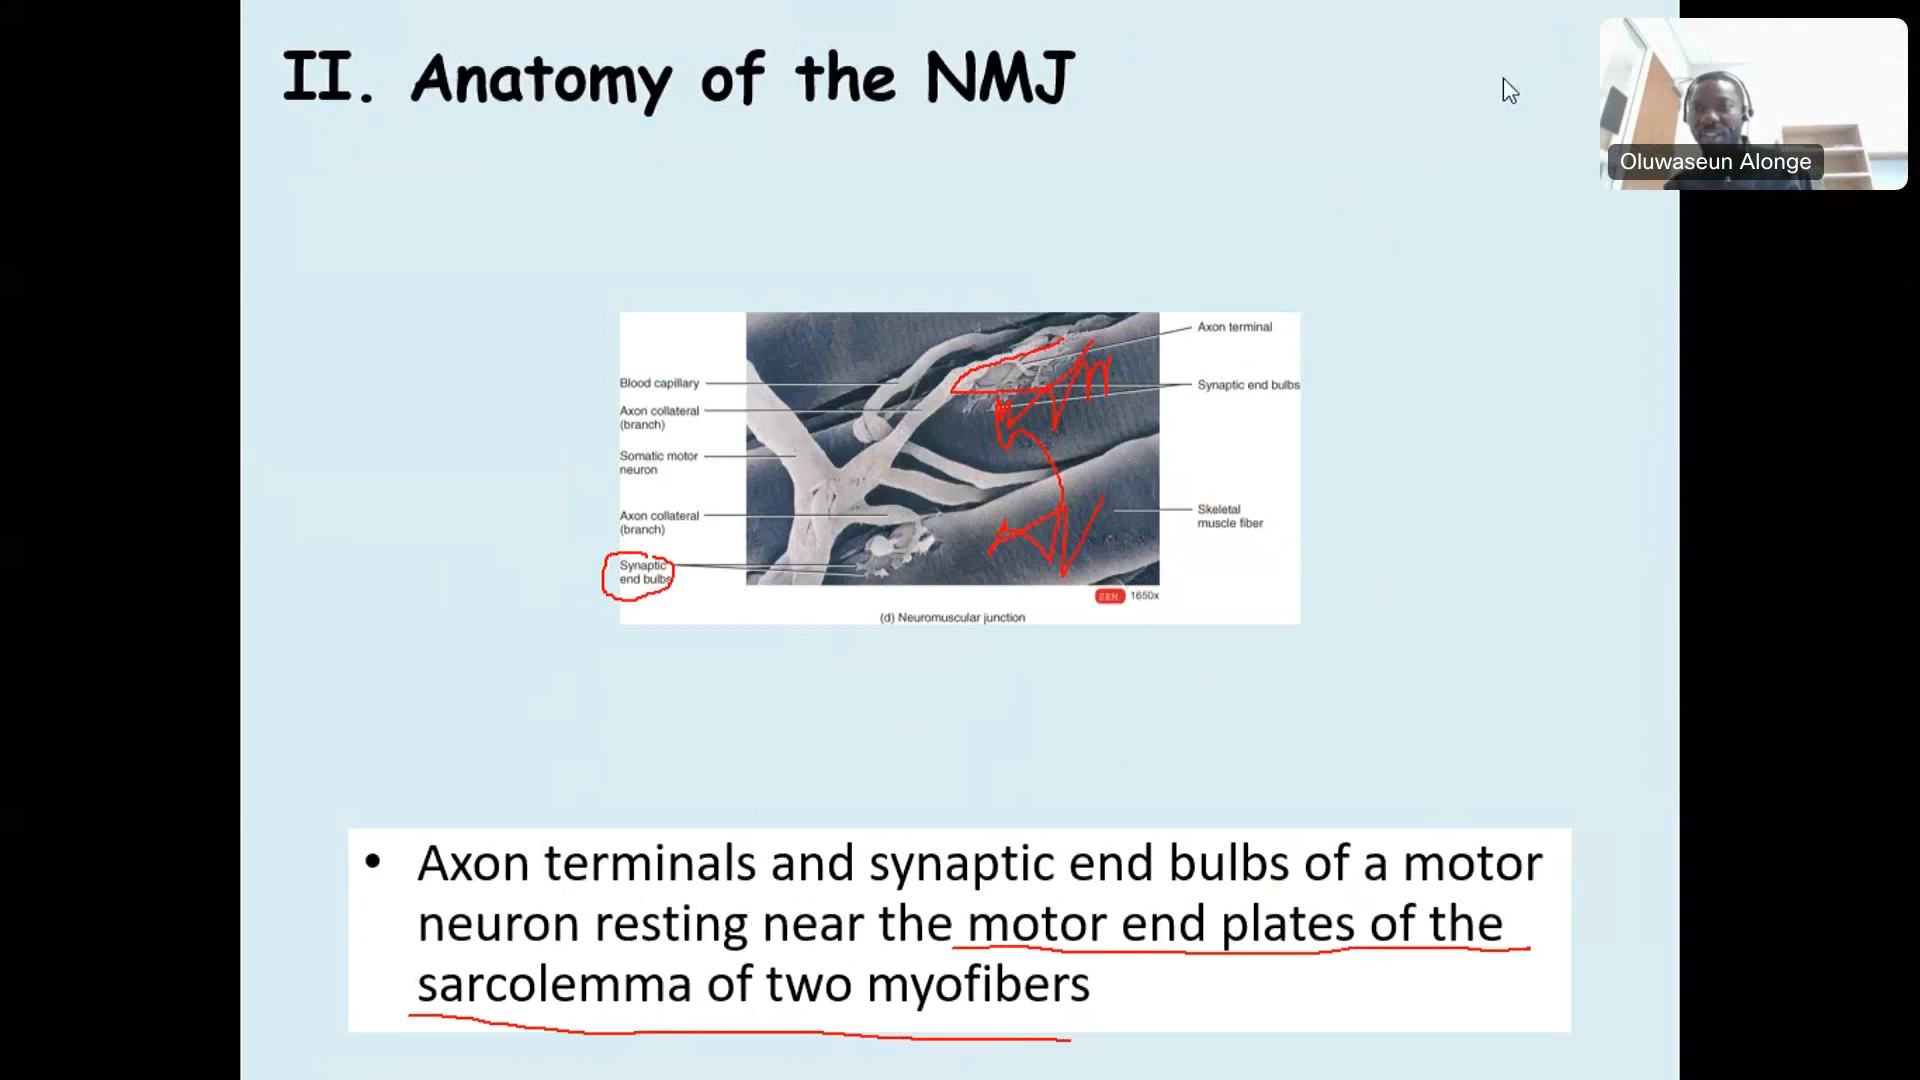 II. Anatomy of the NMJ
Oluwaseun Alonge
Axon terminal
Blood capillary
Synaptic end bulbs
Axon collateral
(branch)
Somatic motor
neuron
Axon collateral
(branch)
Skeletal
muscle fiber
Synaptic
end bulbs
SEM 1650x
(d) Neuromuscular junction
• Axon terminals and synaptic end bulbs of a motor
neuron resting near the motor end plates of the
sarcolemma of two myofibers